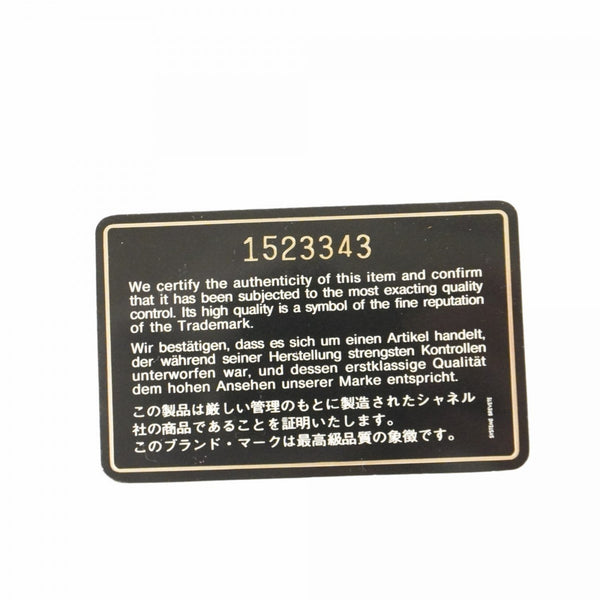 1523343
We certify the authenticity of this item and confirm
that it has been subjected to the most exacting quality
control. Its high quality is a symbol of the fine reputation
of the Trademark.
Wir bestätigen, dass es sich um einen Artikel handelt,
der während seiner Herstellung strengsten Kontrollen
unterworfen war, und dessen erstklassige Qualität
dem hohen Ansehen unserer Marke entspricht.
この製品は厳しい管理のもとに製造されたシャネル
社の商品であることを証明いたします。
このブランド・マークは最高級品質の象徴です。